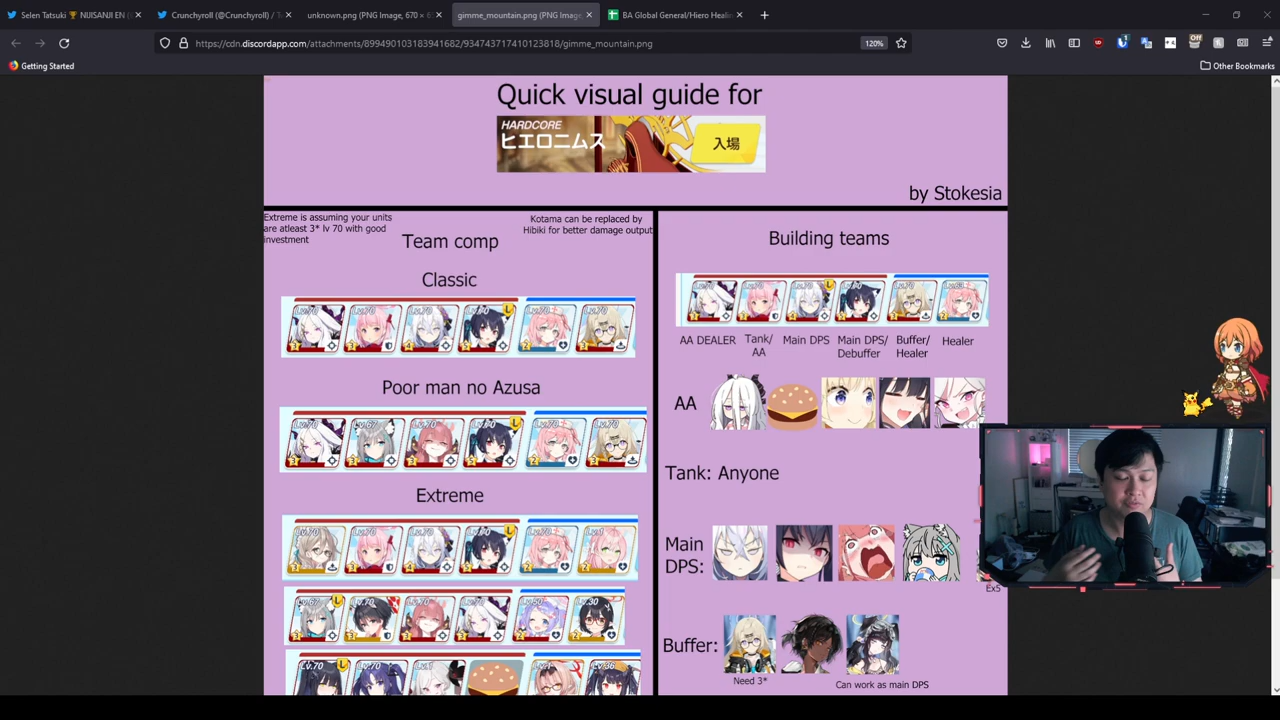 Selen Tatsuki 🏆 NIJISANJI EN (
Crunchyroll (@Crunchyroll) / T
unknown.png (PNG Image, 670 × 6
gimme_mountain.png (PNG Image,
BA Global General/Hiero Heali
https://cdn.discordapp.com/attachments/899490103183941682/934743717410123818/gimme_mountain.png
120%
Off
Getting Started
Other Bookmarks
Quick visual guide for
HARDCORE
ヒエロニムス
入場
by Stokesia
Extreme is assuming your units
are atleast 3* lv 70 with good
investment
Kotama can be replaced by
Hibiki for better damage output
Team comp
Classic
Poor man no Azusa
Extreme
Building teams
AA DEALER
Tank/
AA
Main DPS
Main DPS/
Debuffer
Buffer/
Healer
Healer
AA
Tank: Anyone
Main
DPS:
Ex5
Buffer:
Need 3*
Can work as main DPS